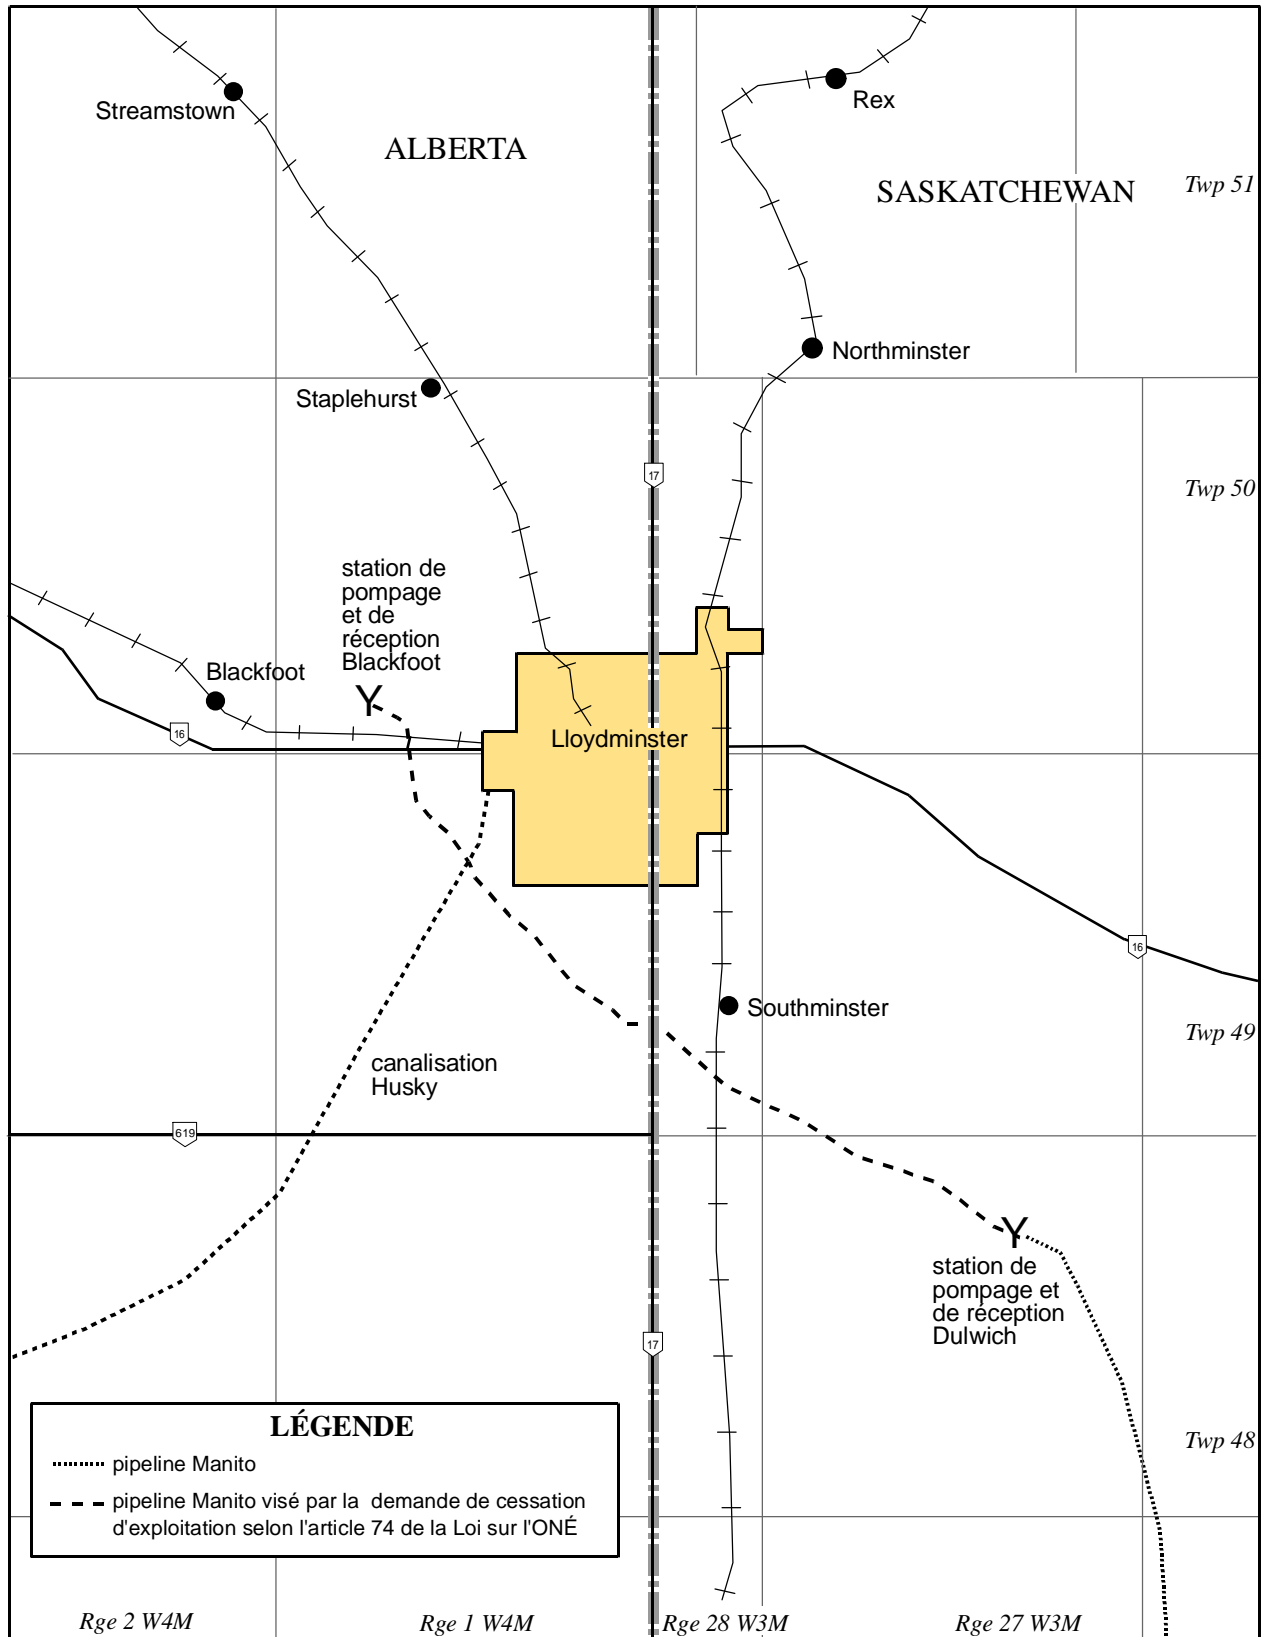 Streamstown
ALBERTA
Rex
SASKATCHEWAN
Twp 51
Northminster
Staplehurst
17
Twp 50
station de
pompage
et de
réception
Blackfoot
Blackfoot
Y
16
Lloydminster
16
Southminster
Twp 49
canalisation
Husky
619
Y
station de
pompage et
de réception
Dulwich
17
LÉGENDE
pipeline Manito
pipeline Manito visé par la demande de cessation
d'exploitation selon l'article 74 de la Loi sur l'ONÉ
Twp 48
Rge 2 W4M
Rge 1 W4M
Rge 28 W3M
Rge 27 W3M